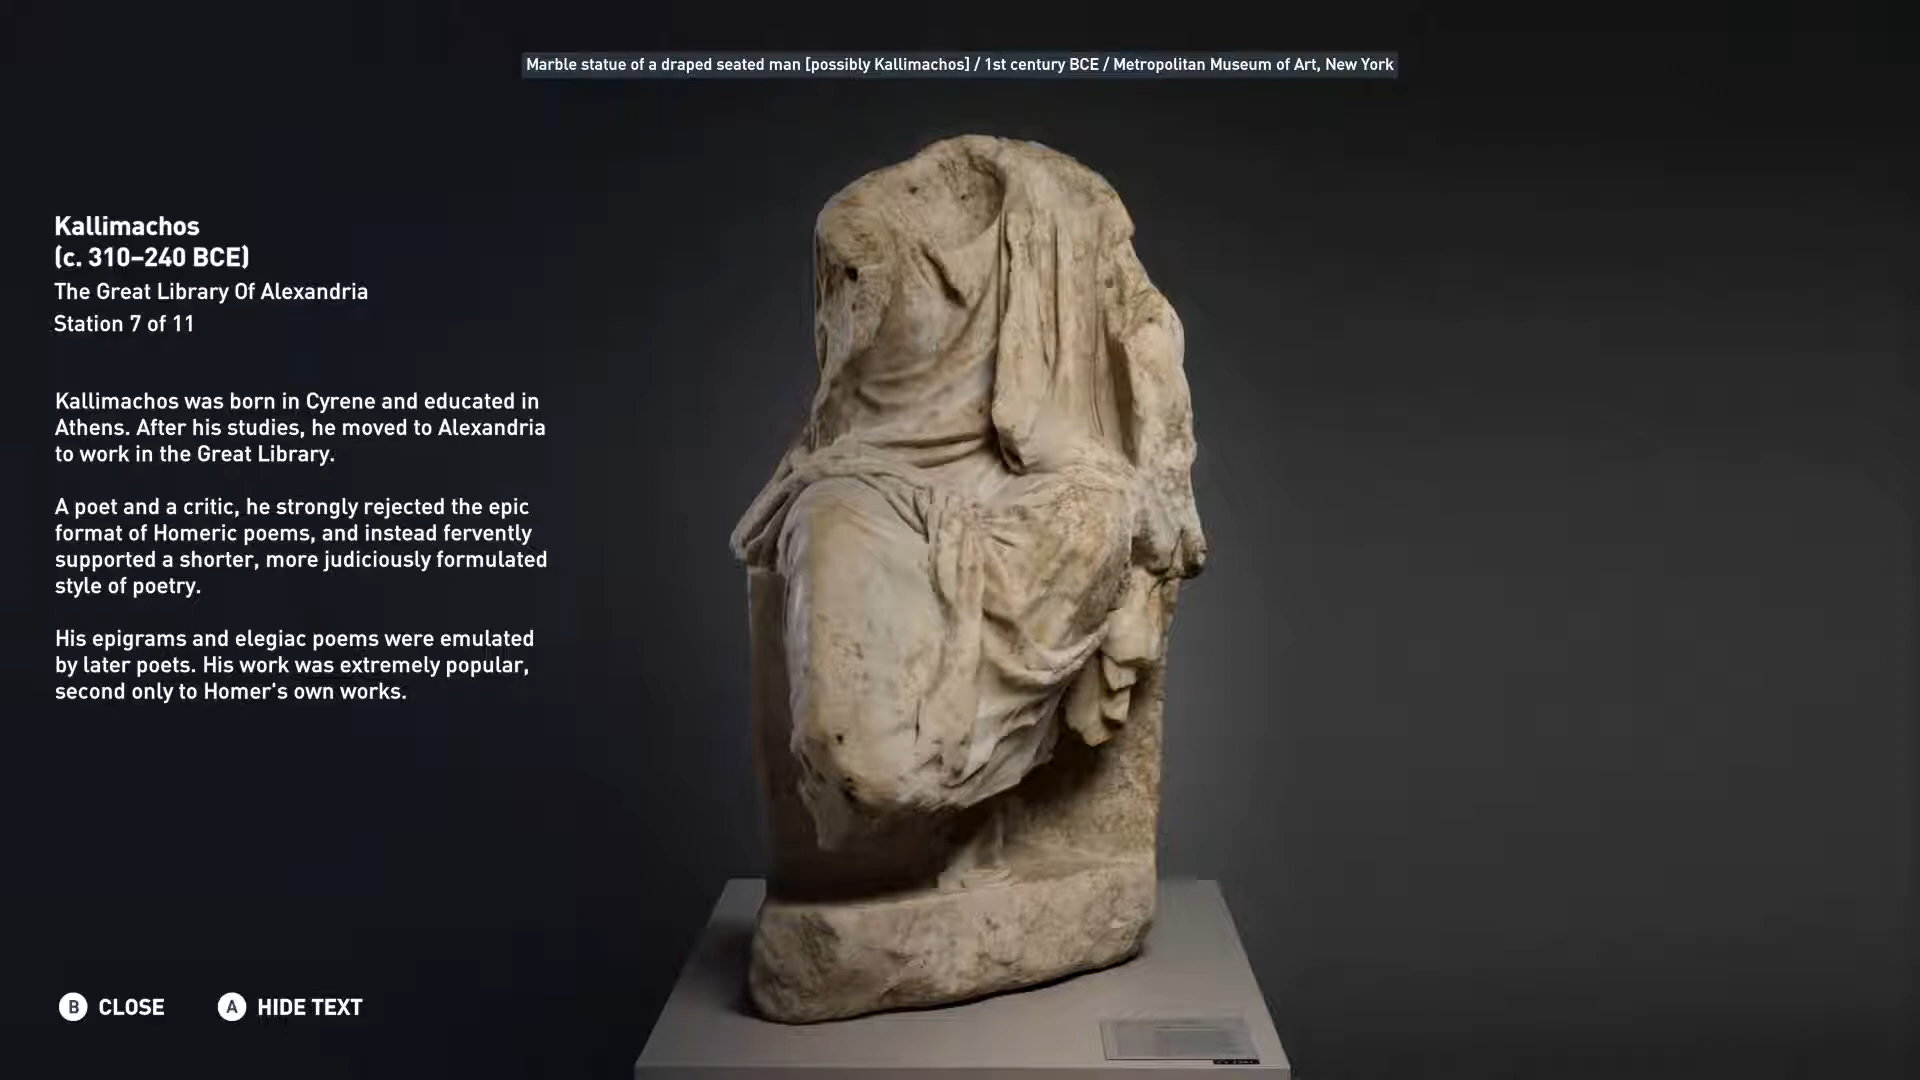 Marble statue of a draped seated man [possibly Kallimachos] / 1st century BCE / Metropolitan Museum of Art, New York
Kallimachos
(c. 310–240 BCE)
The Great Library Of Alexandria
Station 7 of 11
Kallimachos was born in Cyrene and educated in
Athens. After his studies, he moved to Alexandria
to work in the Great Library.
A poet and a critic, he strongly rejected the epic
format of Homeric poems, and instead fervently
supported a shorter, more judiciously formulated
style of poetry.
His epigrams and elegiac poems were emulated
by later poets. His work was extremely popular,
second only to Homer's own works.
B CLOSE A HIDE TEXT